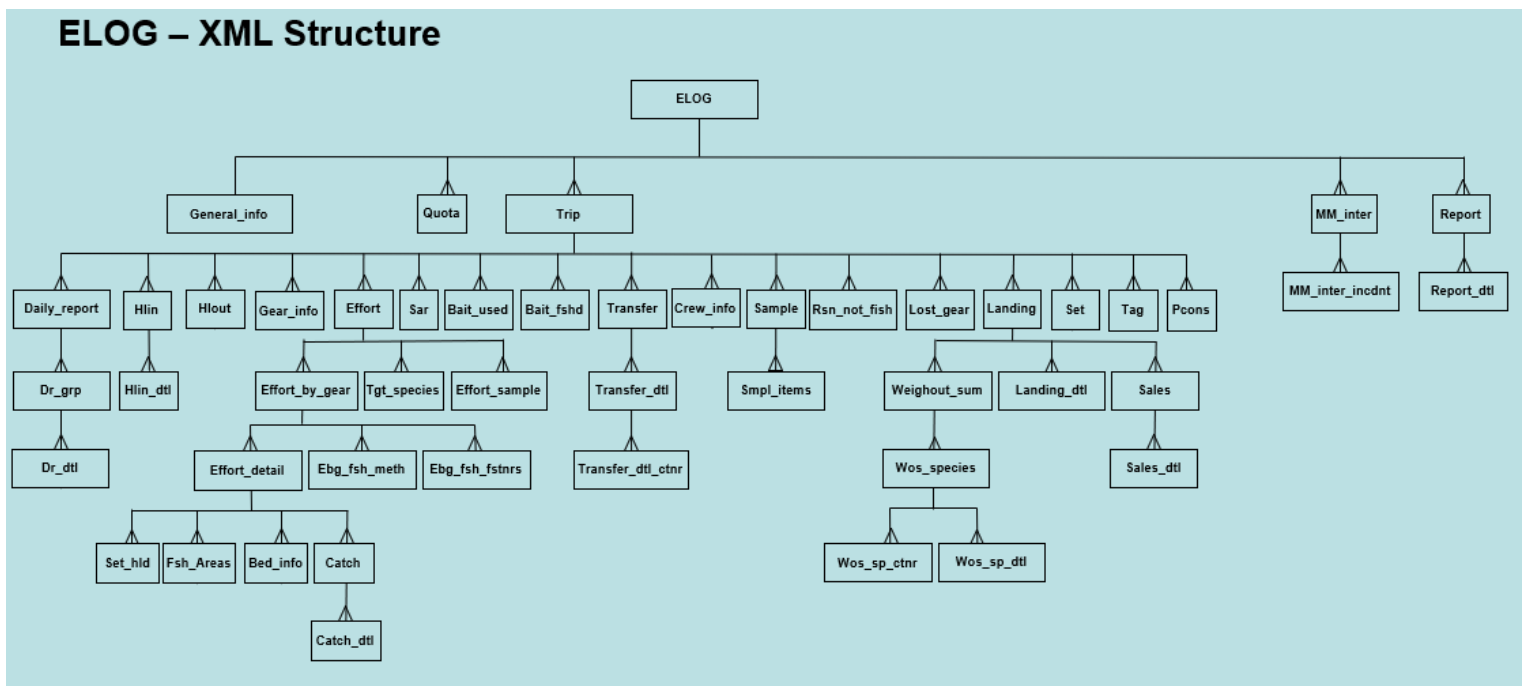 ELOG – XML Structure
ELOG
General_info
Quota
Trip
MM_inter
Report
Daily_report
Hlin
Hlout
Gear_info
Effort
Sar
Bait_used
Bait_fshd
Transfer
Crew_info
Sample
Rsn_not_fish
Lost_gear
Landing
Set
Tag
Pcons
MM_inter_incdnt
Report_dtl
Dr_grp
Hlin_dtl
Effort_by_gear
Tgt_species
Effort_sample
Transfer_dtl
Smpl_items
Weighout_sum
Landing_dtl
Sales
Dr_dtl
Effort_detail
Ebg_fsh_meth
Ebg_fsh_fstnrs
Transfer_dtl_ctnr
Wos_species
Sales_dtl
Set_hld
Fsh_Areas
Bed_info
Catch
Wos_sp_ctnr
Wos_sp_dtl
Catch_dtl